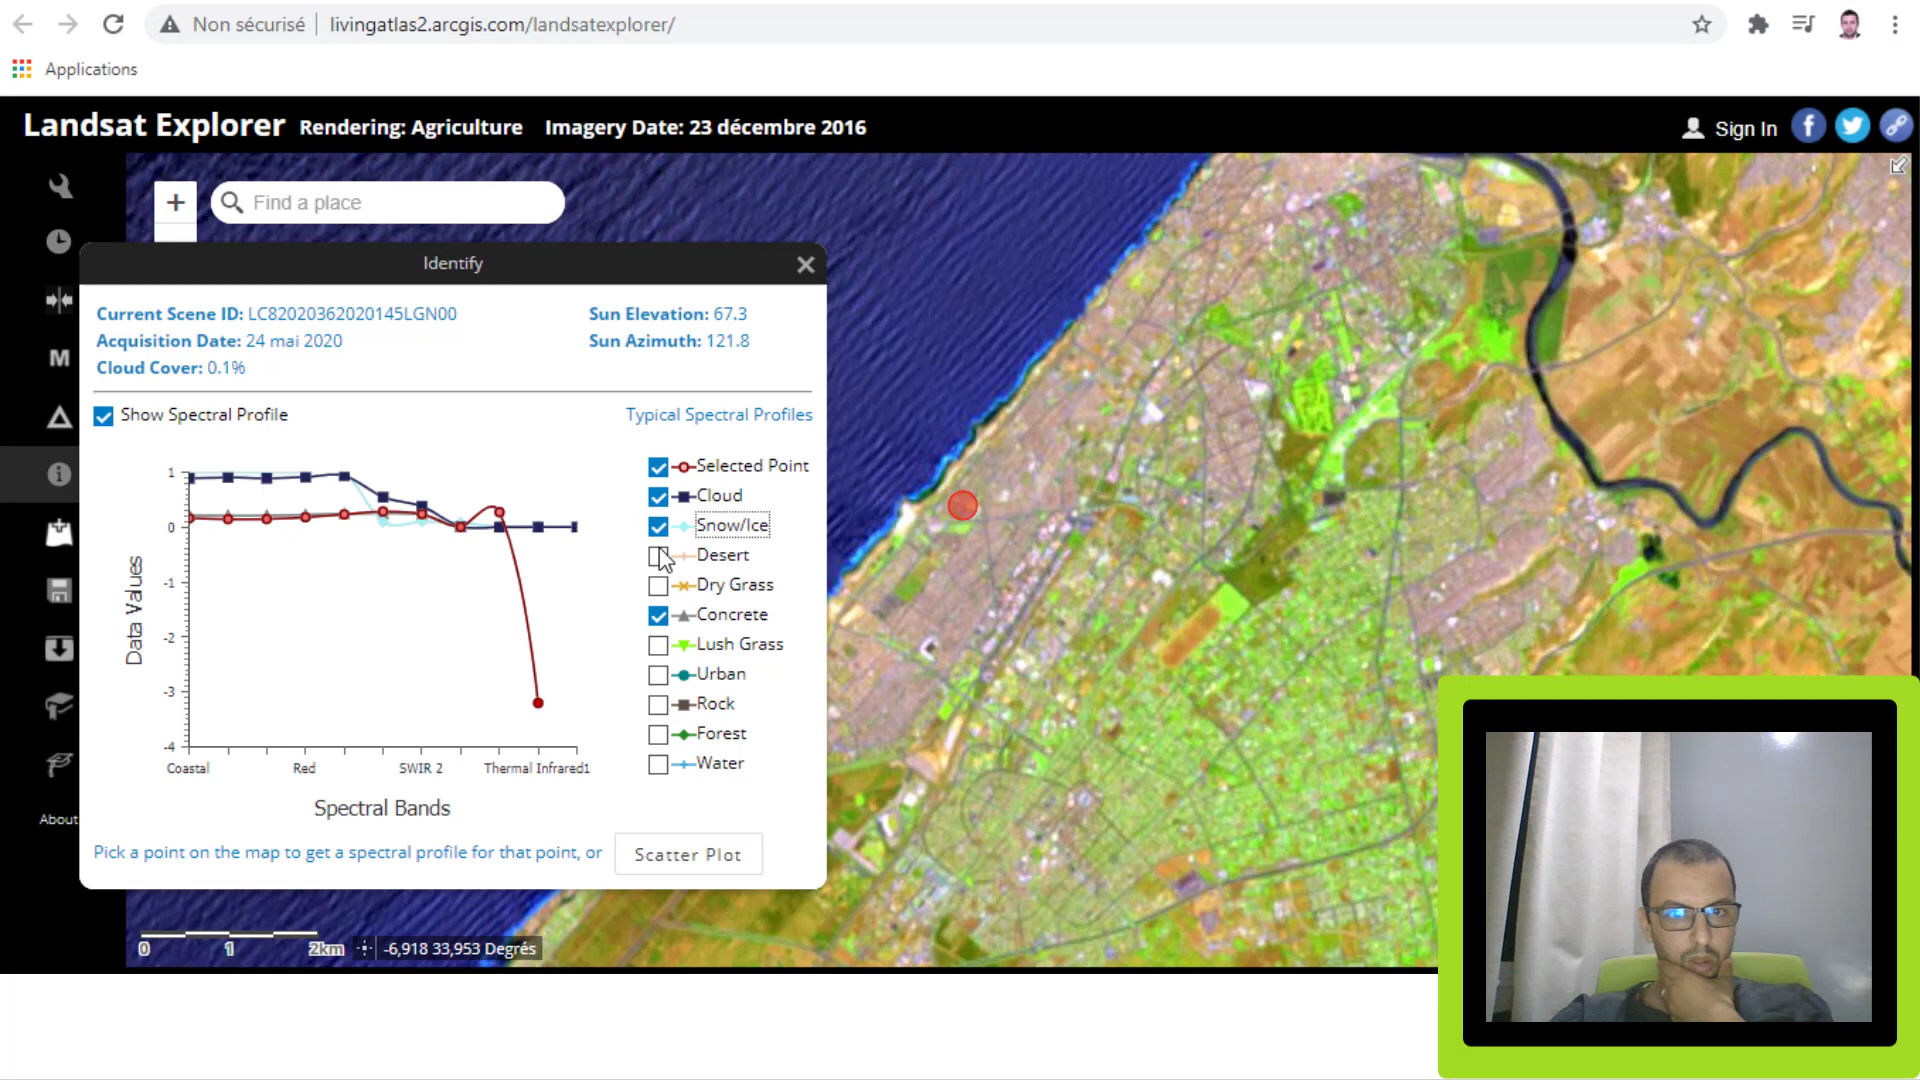 Non sécurisé
livingatlas2.arcgis.com/landsatexplorer/
Applications
Landsat Explorer
Rendering: Agriculture
Imagery Date: 23 décembre 2016
Sign In
f
+
Find a place
M
Identify
Current Scene ID: LC82020362020145LGN00
Sun Elevation: 67.3
Acquisition Date: 24 mai 2020
Sun Azimuth: 121.8
Cloud Cover: 0.1%
Show Spectral Profile
Typical Spectral Profiles
1
0
-1
-2
-3
-4
Data Values
Coastal
Red
SWIR 2
Thermal Infrared1
Spectral Bands
Selected Point
Cloud
Snow/Ice
Desert
Dry Grass
Concrete
Lush Grass
Urban
Rock
Forest
Water
About
Pick a point on the map to get a spectral profile for that point, or
Scatter Plot
0 1 2km
-6,918 33,953 Degrés